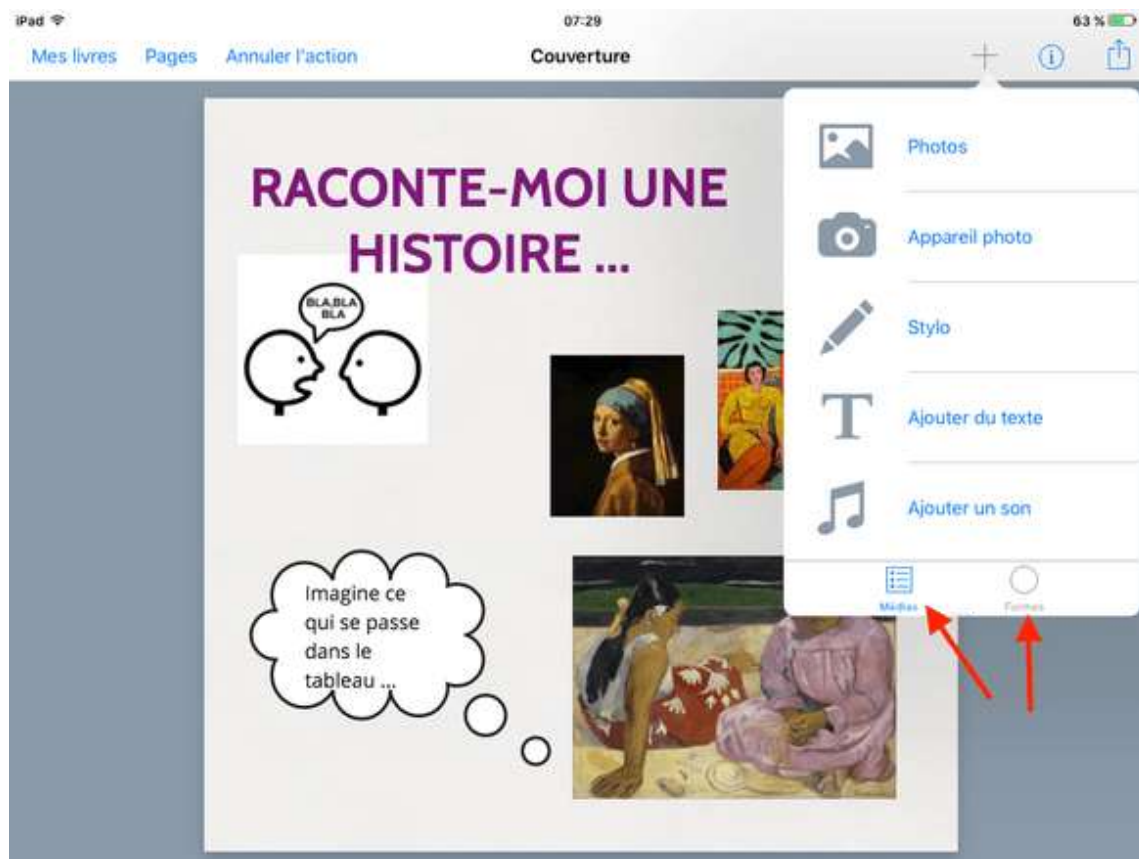 iPad 07:29 63 %
Mes livres Pages Annuler l'action Couverture
RACONTE-MOI UNE
HISTOIRE ...
BLA,BLA
BLA
Imagine ce
qui se passe
dans le
tableau ...
Photos
Appareil photo
Stylo
Ajouter du texte
Ajouter un son
Médias Formes